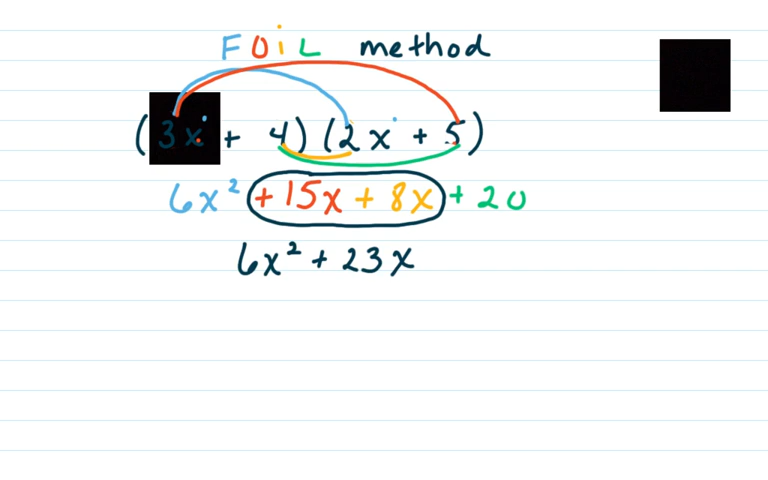 FOiL method
(3x + 4)(2x + 5)
6x² + 15x + 8x + 20
6x² + 23x